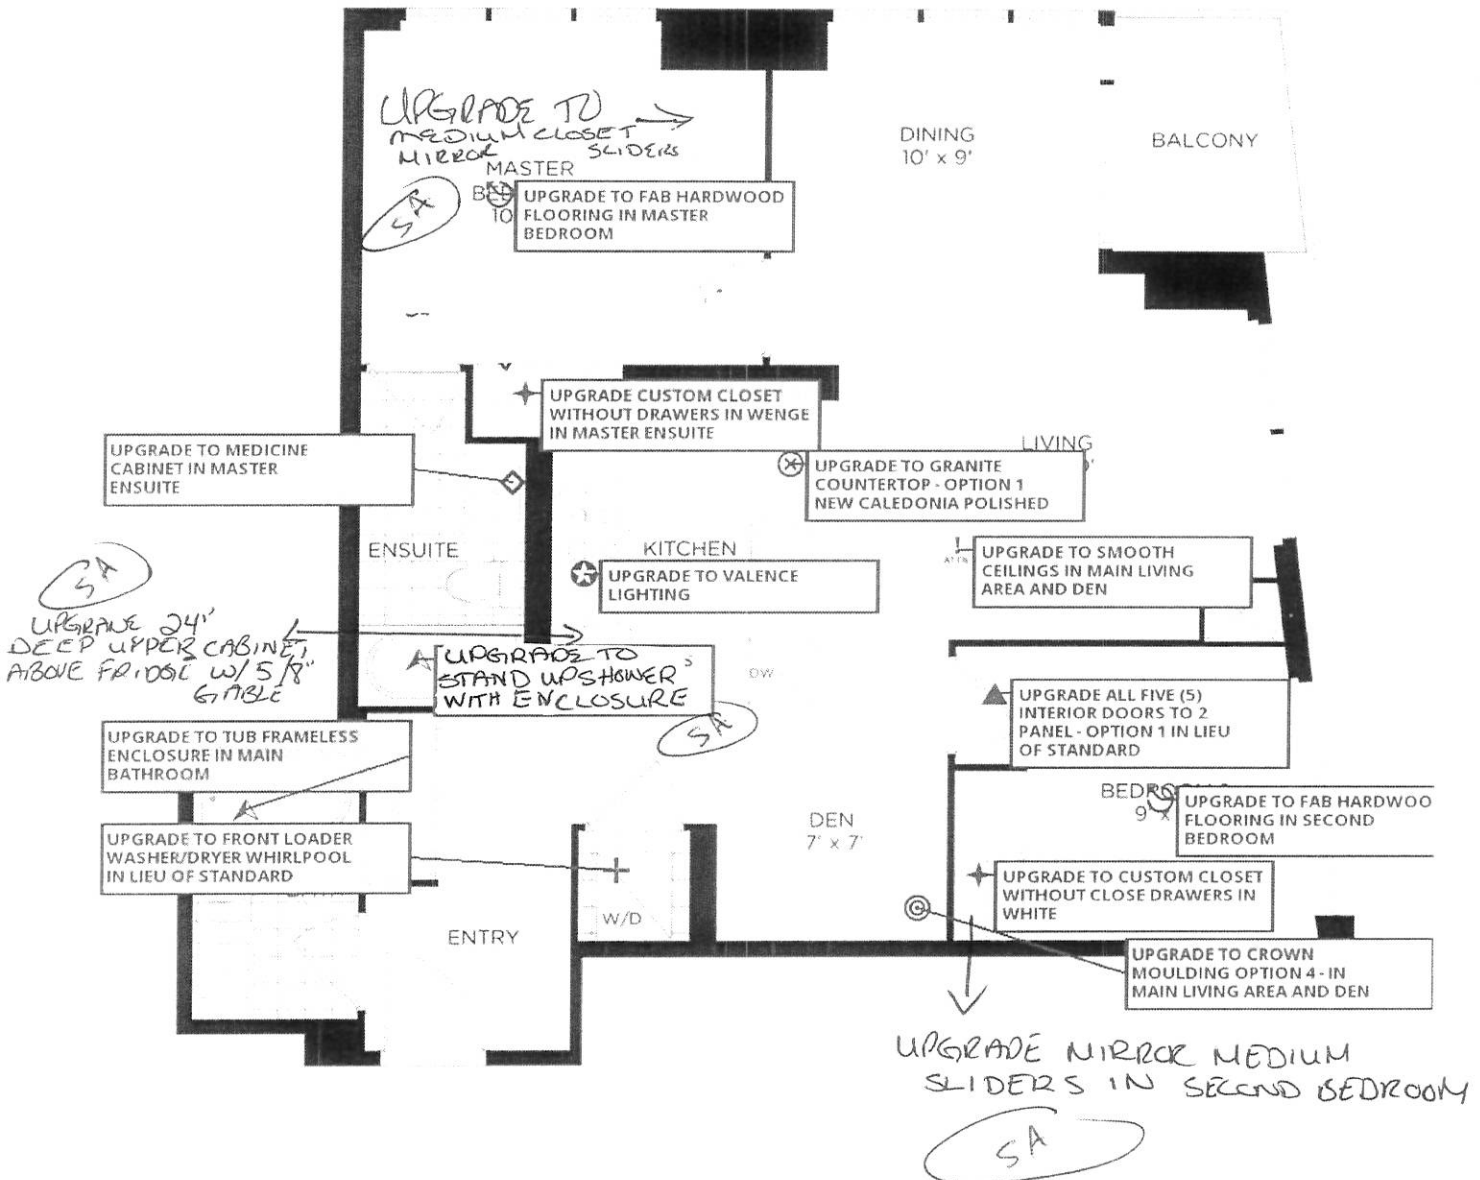 UPGRADE TO
MEDIUM CLOSET
MIRROR SLIDERS
SA
MASTER
10
UPGRADE TO FAB HARDWOOD
FLOORING IN MASTER
BEDROOM
DINING
10' x 9'
BALCONY
UPGRADE CUSTOM CLOSET
WITHOUT DRAWERS IN WENGE
IN MASTER ENSUITE
UPGRADE TO MEDICINE
CABINET IN MASTER
ENSUITE
LIVING
UPGRADE TO GRANITE
COUNTERTOP - OPTION 1
NEW CALEDONIA POLISHED
ENSUITE
KITCHEN
UPGRADE TO VALENCE
LIGHTING
UPGRADE TO SMOOTH
CEILINGS IN MAIN LIVING
AREA AND DEN
SA
UPGRADE 24"
DEEP UPPER CABINET
ABOVE FRIDGE W/ 5/8"
GABLE
UPGRADE TO
STAND UP SHOWER
WITH ENCLOSURE
SA
DW
UPGRADE ALL FIVE (5)
INTERIOR DOORS TO 2
PANEL - OPTION 1 IN LIEU
OF STANDARD
UPGRADE TO TUB FRAMELESS
ENCLOSURE IN MAIN
BATHROOM
UPGRADE TO FRONT LOADER
WASHER/DRYER WHIRLPOOL
IN LIEU OF STANDARD
DEN
7' x 7'
9' x
UPGRADE TO FAB HARDWOO
FLOORING IN SECOND
BEDROOM
UPGRADE TO CUSTOM CLOSET
WITHOUT CLOSE DRAWERS IN
WHITE
W/D
ENTRY
UPGRADE TO CROWN
MOULDING OPTION 4 - IN
MAIN LIVING AREA AND DEN
UPGRADE MIRROR MEDIUM
SLIDERS IN SECOND BEDROOM
SA